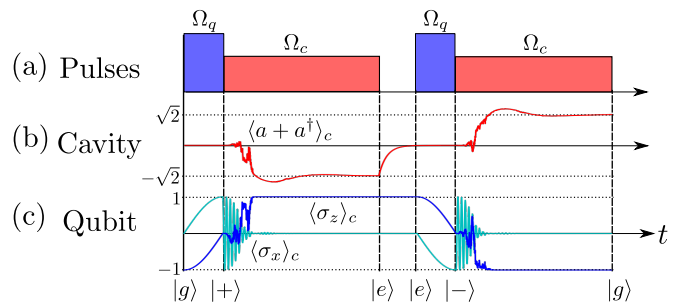 Ω_q Ω_c Ω_q Ω_c
(a) Pulses
√2
(b) Cavity ⟨a + a†⟩_c
−√2
1
(c) Qubit ⟨σ_z⟩_c t
⟨σ_x⟩_c
−1
|g⟩ |+⟩ |e⟩ |e⟩ |−⟩ |g⟩